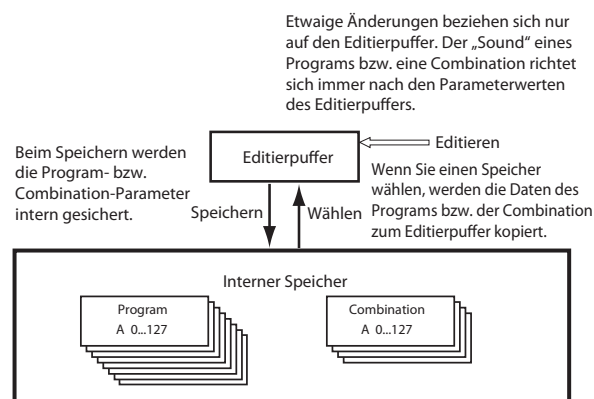 Etwaige Änderungen beziehen sich nur
auf den Editierpuffer. Der „Sound“ eines
Programs bzw. eine Combination richtet
sich immer nach den Parameterwerten
des Editierpuffers.
Beim Speichern werden
die Program- bzw.
Combination-Parameter
intern gesichert.
Editierpuffer
Editieren
Wenn Sie einen Speicher
wählen, werden die Daten des
Programs bzw. der Combination
zum Editierpuffer kopiert.
Speichern
Wählen
Interner Speicher
Program
A 0...127
Combination
A 0...127